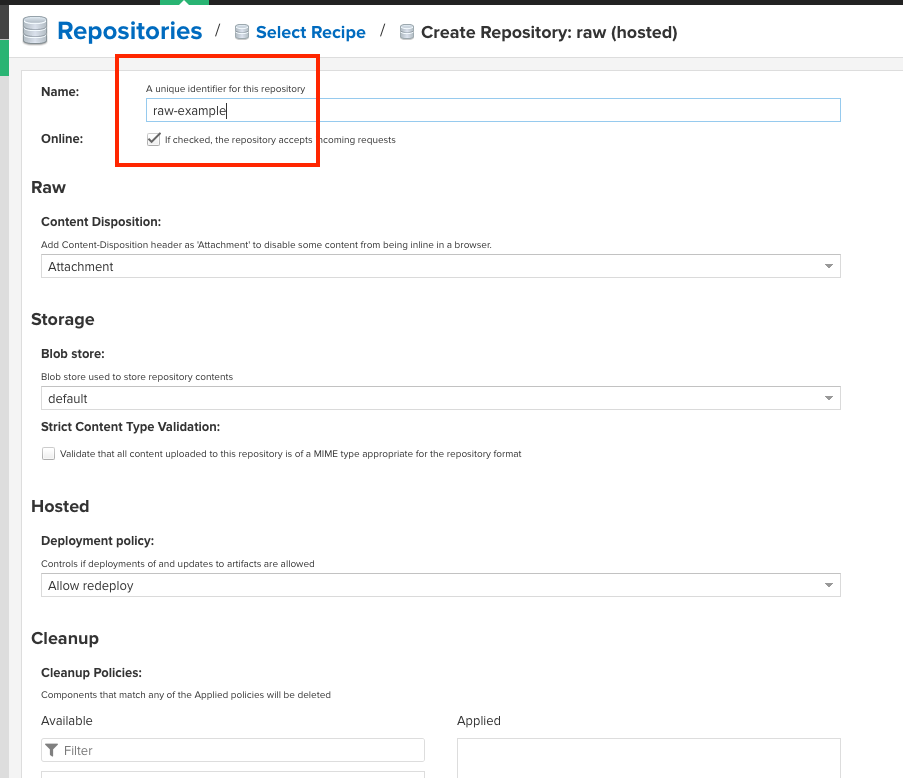 Repositories / Select Recipe / Create Repository: raw (hosted)
Name:
A unique identifier for this repository
raw-example
Online:
If checked, the repository accepts incoming requests
Raw
Content Disposition:
Add Content-Disposition header as 'Attachment' to disable some content from being inline in a browser.
Attachment
Storage
Blob store:
Blob store used to store repository contents
default
Strict Content Type Validation:
Validate that all content uploaded to this repository is of a MIME type appropriate for the repository format
Hosted
Deployment policy:
Controls if deployments of and updates to artifacts are allowed
Allow redeploy
Cleanup
Cleanup Policies:
Components that match any of the Applied policies will be deleted
Available
Applied
Filter